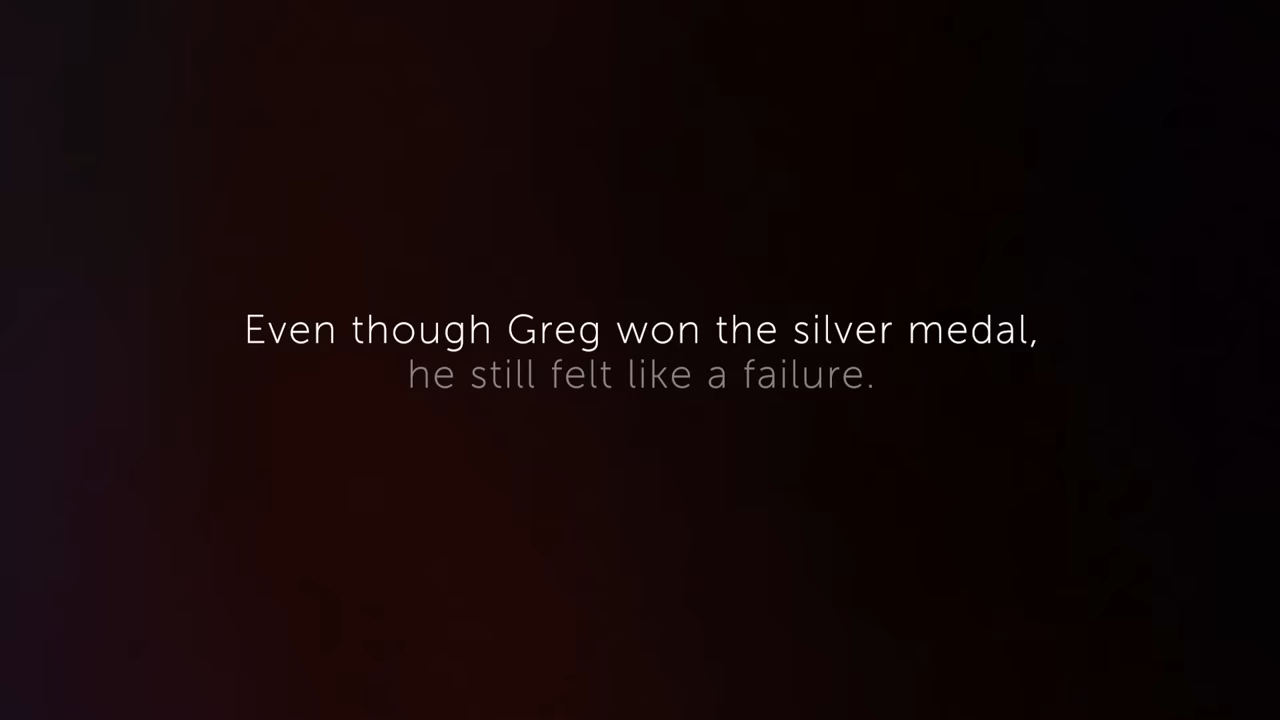 Even though Greg won the silver medal,
he still felt like a failure.